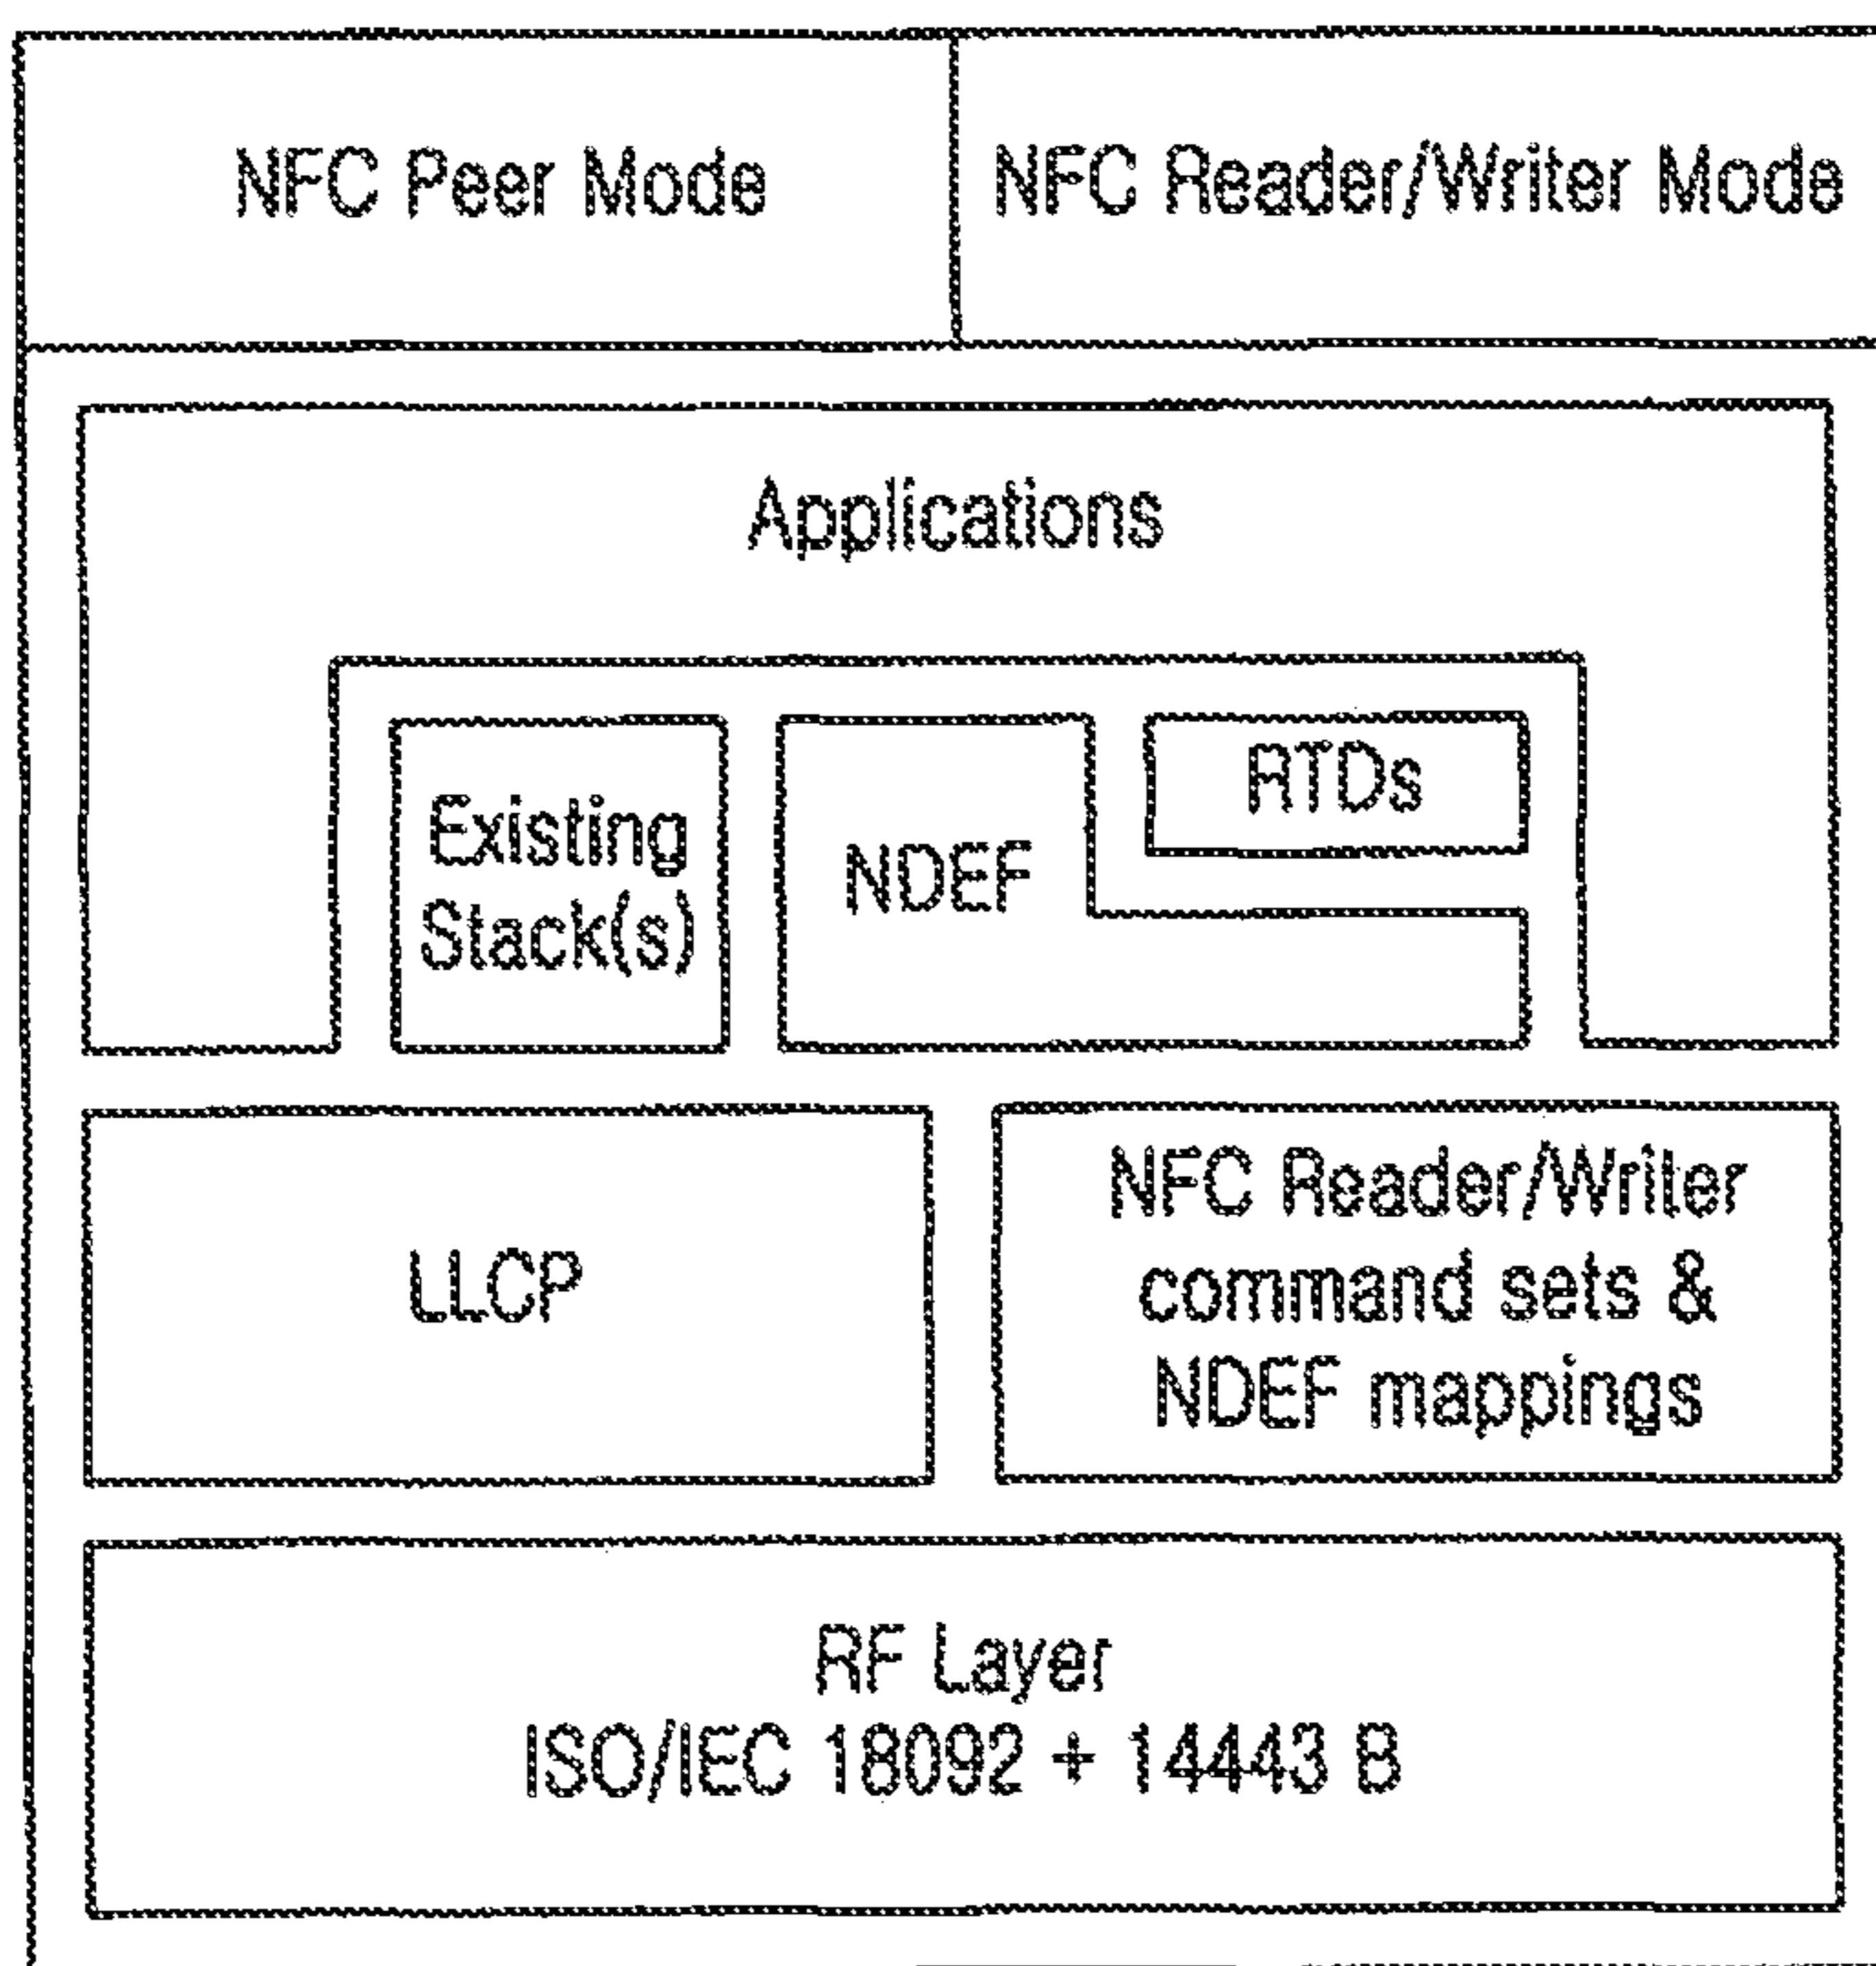 NFC Peer Mode
NFC Reader/Writer Mode
Applications
Existing
Stack(s)
NDEF
RTDs
LLCP
NFC Reader/Writer
command sets &
NDEF mappings
RF Layer
ISO/IEC 18092 + 14443 B